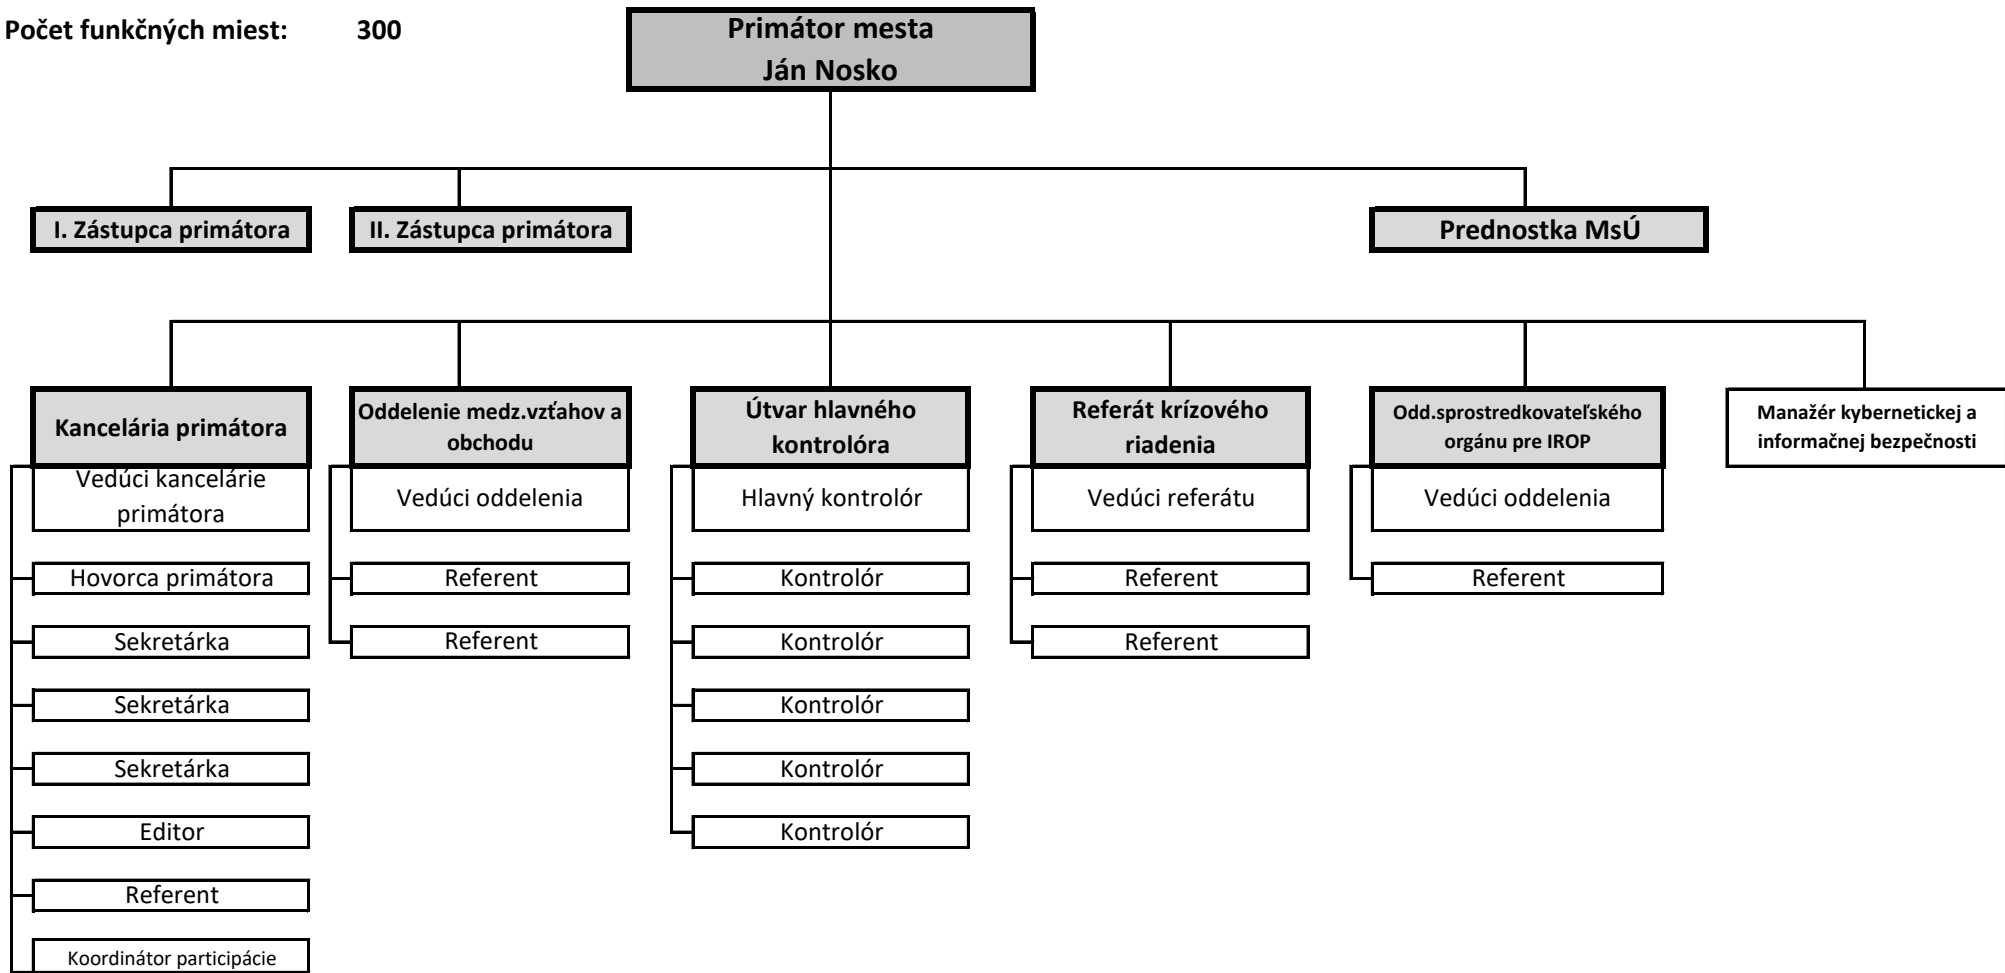 Počet funkčných miest: 300
Primátor mesta
Ján Nosko
I. Zástupca primátora
II. Zástupca primátora
Prednostka MsÚ
Kancelária primátora
Oddelenie medz.vzťahov a
obchodu
Útvar hlavného
kontrolóra
Referát krízového
riadenia
Odd.sprostredkovateľského
orgánu pre IROP
Manažér kybernetickej a
informačnej bezpečnosti
Vedúci kancelárie
primátora
Hovorca primátora
Sekretárka
Sekretárka
Sekretárka
Editor
Referent
Koordinátor participácie
Vedúci oddelenia
Referent
Referent
Hlavný kontrolór
Kontrolór
Kontrolór
Kontrolór
Kontrolór
Kontrolór
Vedúci referátu
Referent
Referent
Vedúci oddelenia
Referent